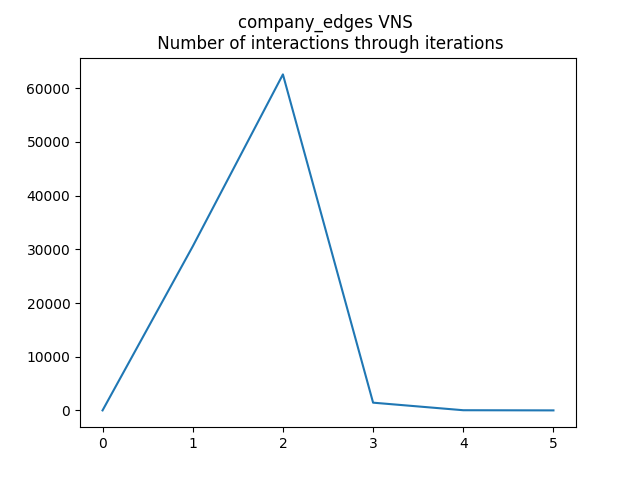 company_edges VNS
Number of interactions through iterations
60000
50000
40000
30000
20000
10000
0
0 1 2 3 4 5